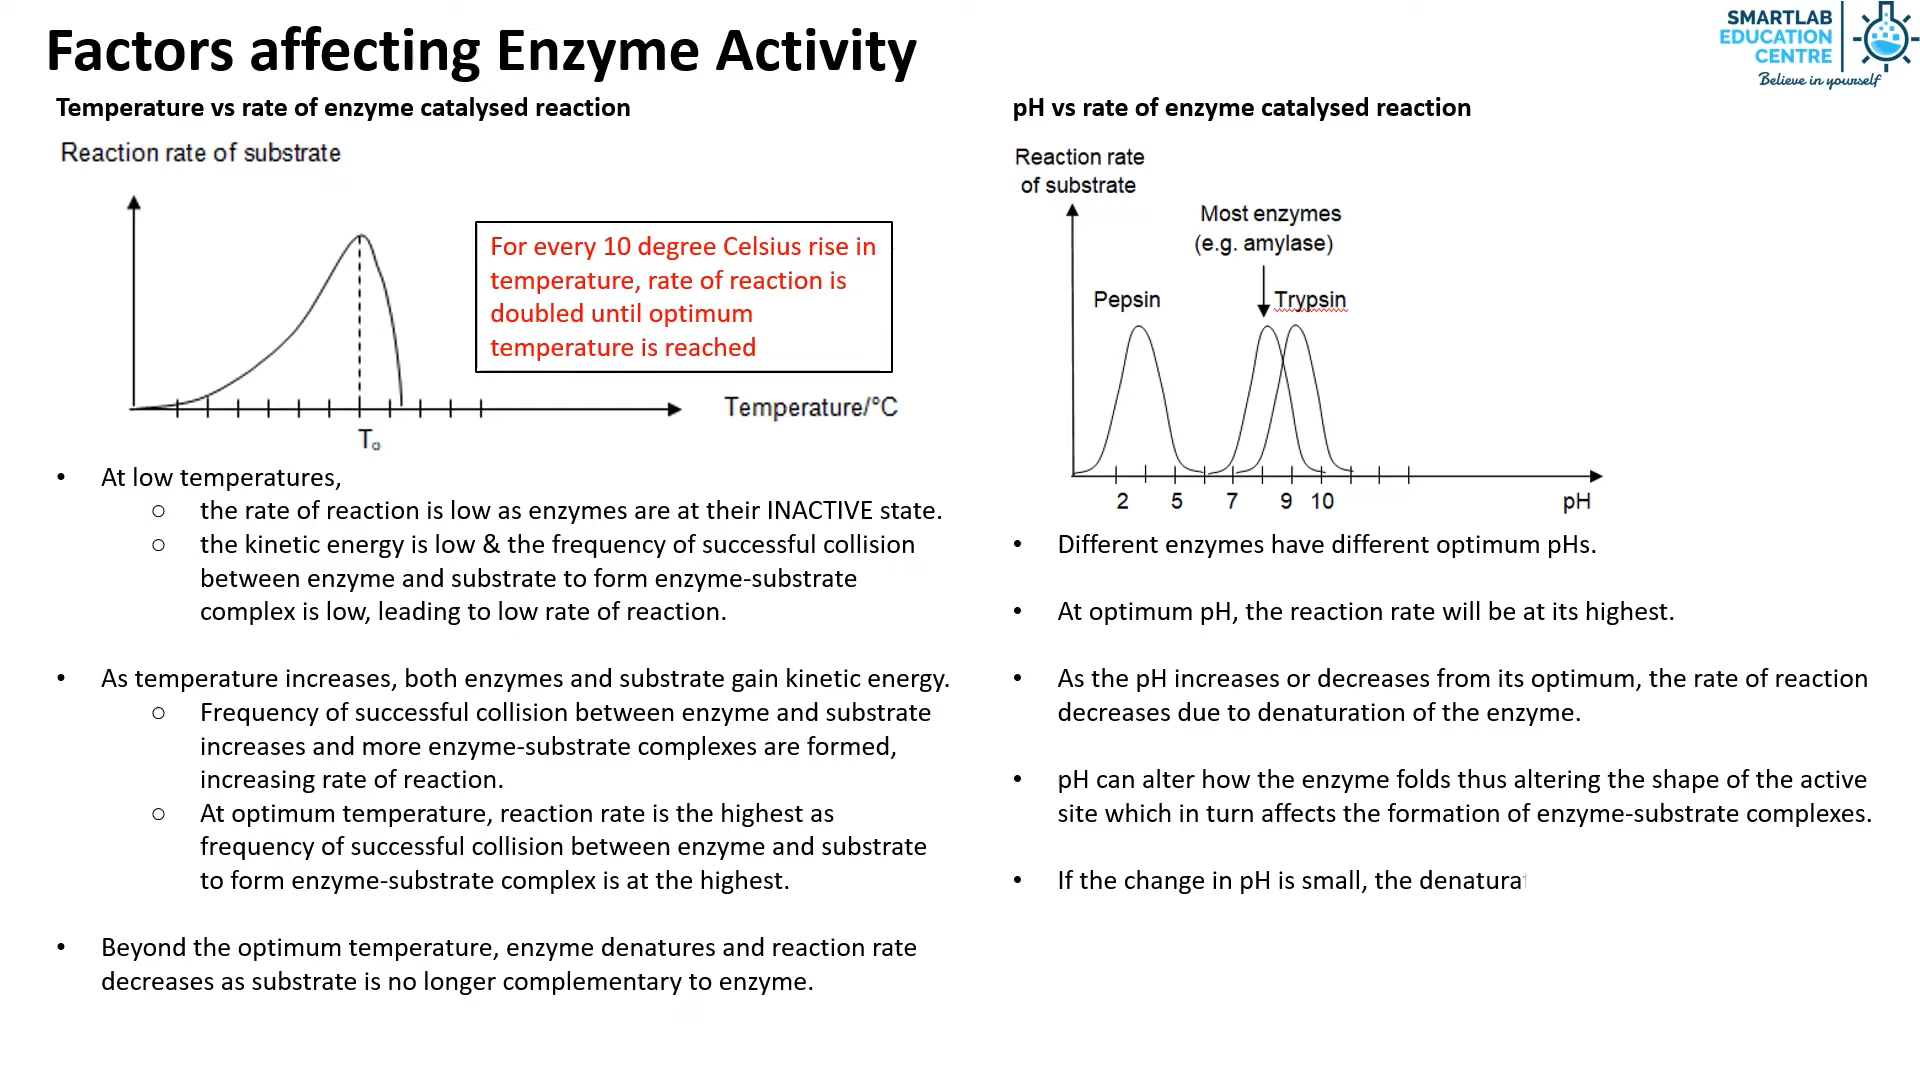 Factors affecting Enzyme Activity
SMARTLAB
EDUCATION
CENTRE
Believe in yourself
Temperature vs rate of enzyme catalysed reaction
Reaction rate of substrate
For every 10 degree Celsius rise in
temperature, rate of reaction is
doubled until optimum
temperature is reached
Temperature/°C
To
• At low temperatures,
○ the rate of reaction is low as enzymes are at their INACTIVE state.
○ the kinetic energy is low & the frequency of successful collision
between enzyme and substrate to form enzyme-substrate
complex is low, leading to low rate of reaction.
• As temperature increases, both enzymes and substrate gain kinetic energy.
○ Frequency of successful collision between enzyme and substrate
increases and more enzyme-substrate complexes are formed,
increasing rate of reaction.
○ At optimum temperature, reaction rate is the highest as
frequency of successful collision between enzyme and substrate
to form enzyme-substrate complex is at the highest.
• Beyond the optimum temperature, enzyme denatures and reaction rate
decreases as substrate is no longer complementary to enzyme.
pH vs rate of enzyme catalysed reaction
Reaction rate
of substrate
Most enzymes
(e.g. amylase)
Pepsin
Trypsin
2 5 7 9 10 pH
• Different enzymes have different optimum pHs.
• At optimum pH, the reaction rate will be at its highest.
• As the pH increases or decreases from its optimum, the rate of reaction
decreases due to denaturation of the enzyme.
• pH can alter how the enzyme folds thus altering the shape of the active
site which in turn affects the formation of enzyme-substrate complexes.
• If the change in pH is small, the denatura